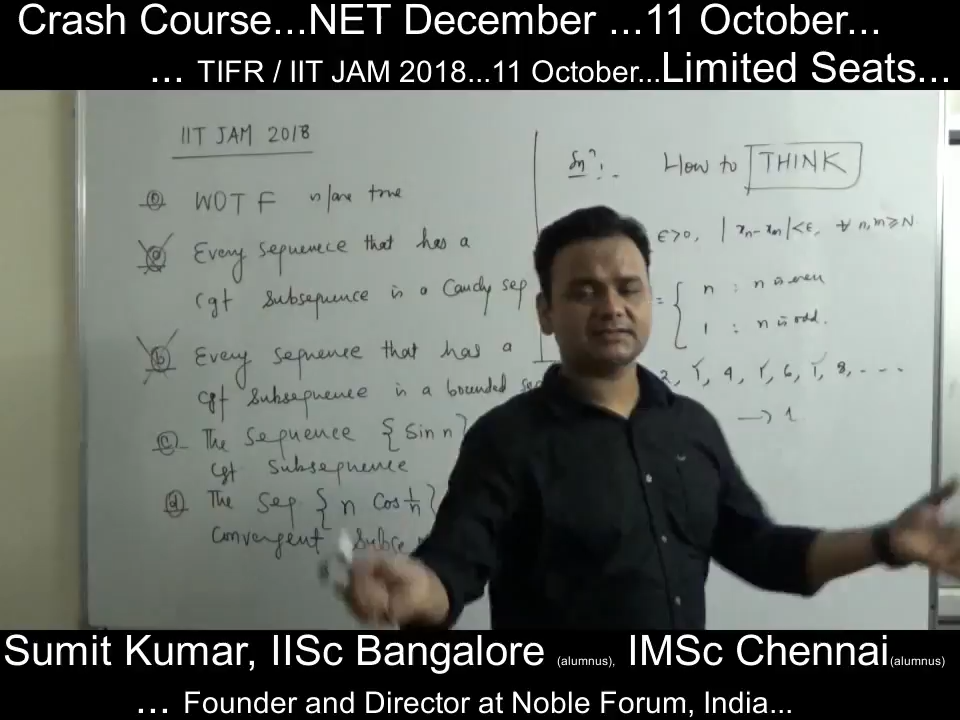 Crash Course...NET December ...11 October...
... TIFR / IIT JAM 2018...11 October...Limited Seats...
IIT JAM 2018
Q WOTF is/are true
(a) Every sequence that has a
cgt subsequence is a Cauchy seq
(b) Every sequence that has a
cgt subsequence is a bounded seq
(c) The sequence {Sin n}
cgt subsequence
(d) The seq {n Cos 1/n}
Convergent Subse
How to THINK
ε>0, |xn-xm|<ε, ∀ n,m≥N
= { n : n is even
1 : n is odd.
2, 1, 4, 1, 6, 1, 8, ....
→ 1
Sumit Kumar, IISc Bangalore (alumnus), IMSc Chennai(alumnus)
... Founder and Director at Noble Forum, India...